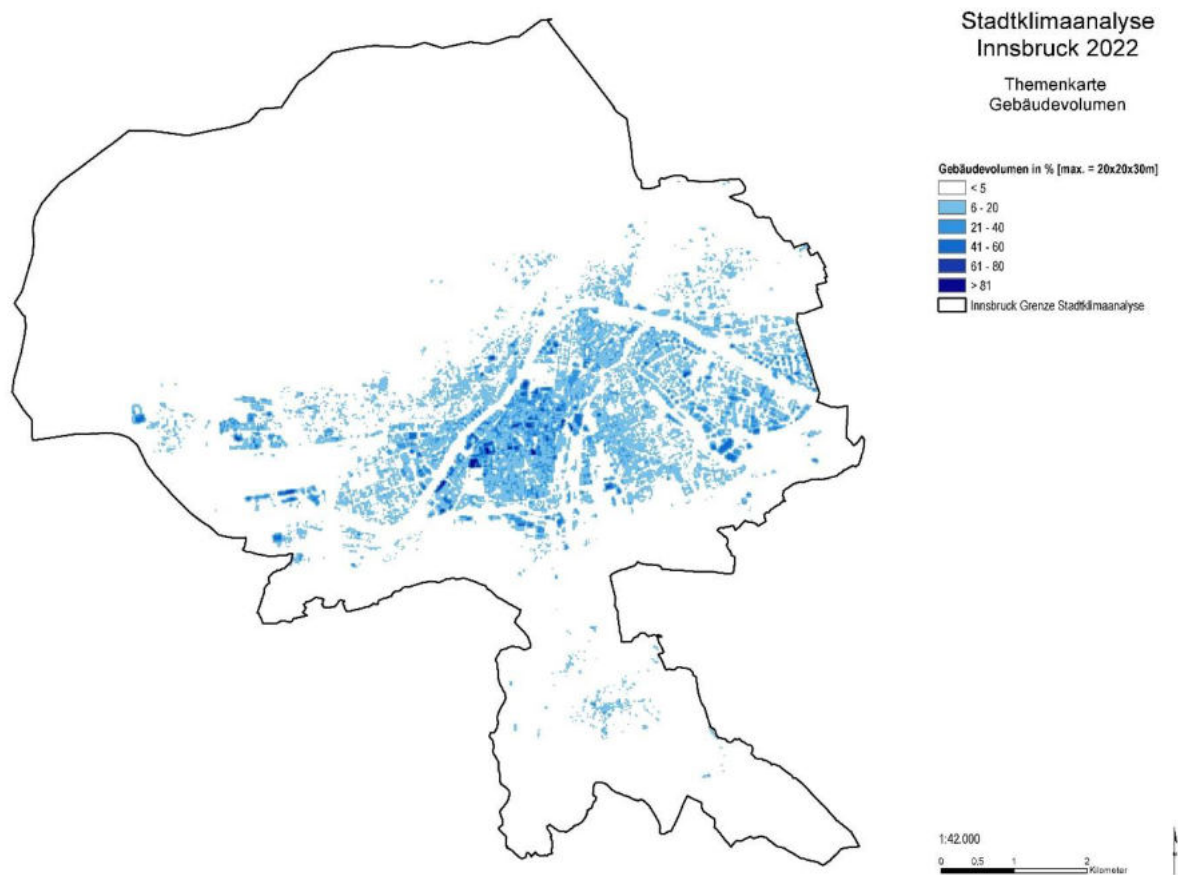 Stadtklimaanalyse
Innsbruck 2022
Themenkarte
Gebäudevolumen
Gebäudevolumen in % [max. = 20x20x30m]
< 5
6 - 20
21 - 40
41 - 60
61 - 80
> 81
Innsbruck Grenze Stadtklimaanalyse
1:42.000
0 0,5 1 2
Kilometer